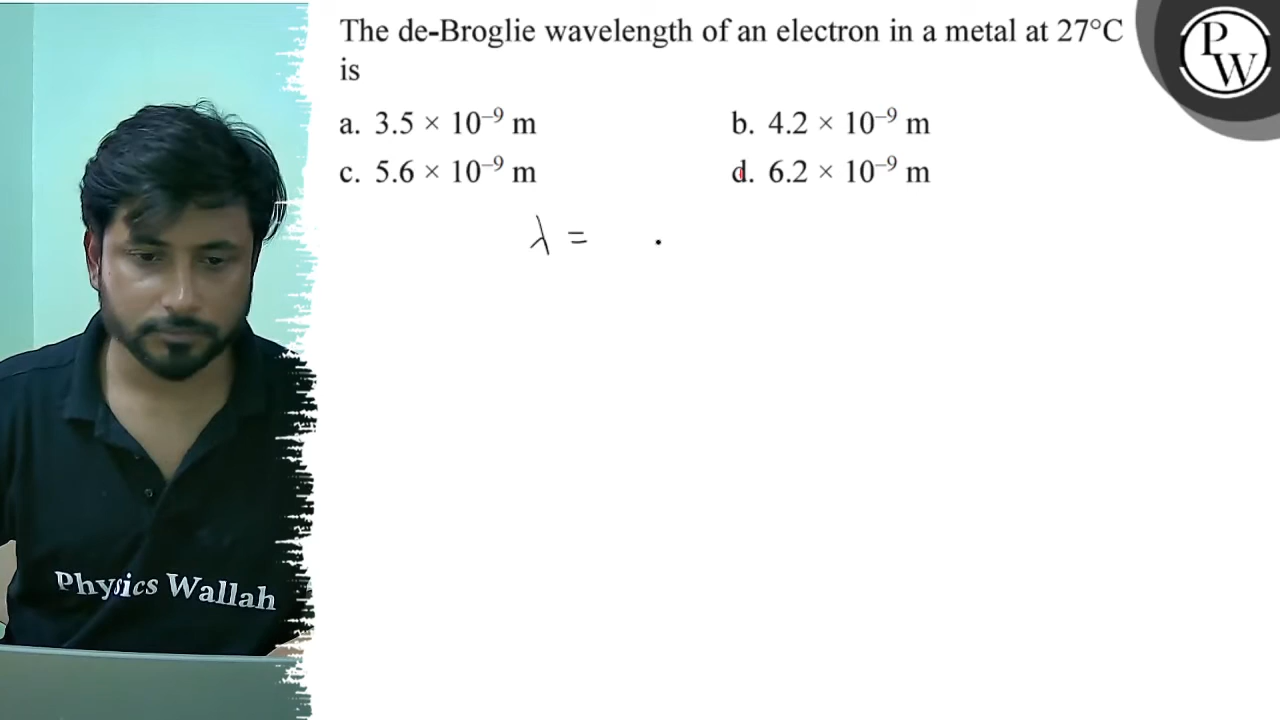 The de-Broglie wavelength of an electron in a metal at 27°C
is
a. 3.5 × 10⁻⁹ m
b. 4.2 × 10⁻⁹ m
c. 5.6 × 10⁻⁹ m
d. 6.2 × 10⁻⁹ m
λ = .
PW
Physics Wallah